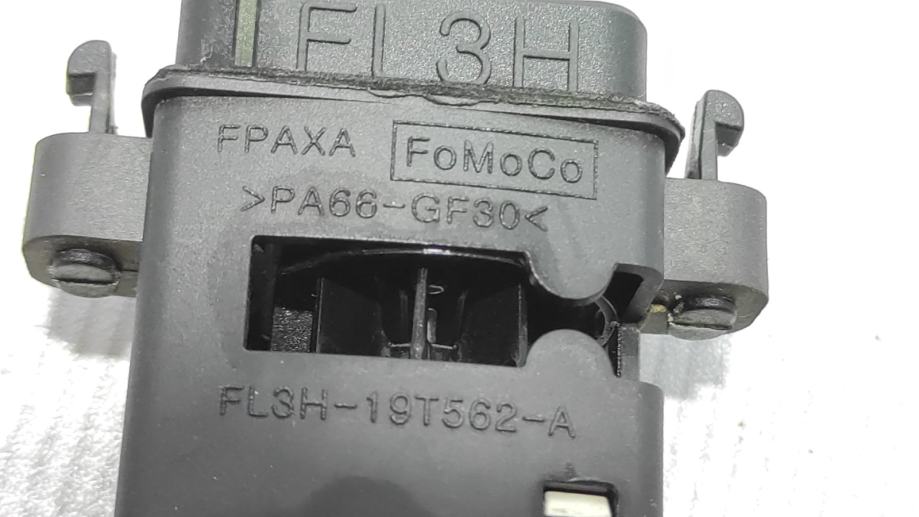 FL3H
FPAXA FoMoCo
>PA66-GF30<
FL3H-19T562-A